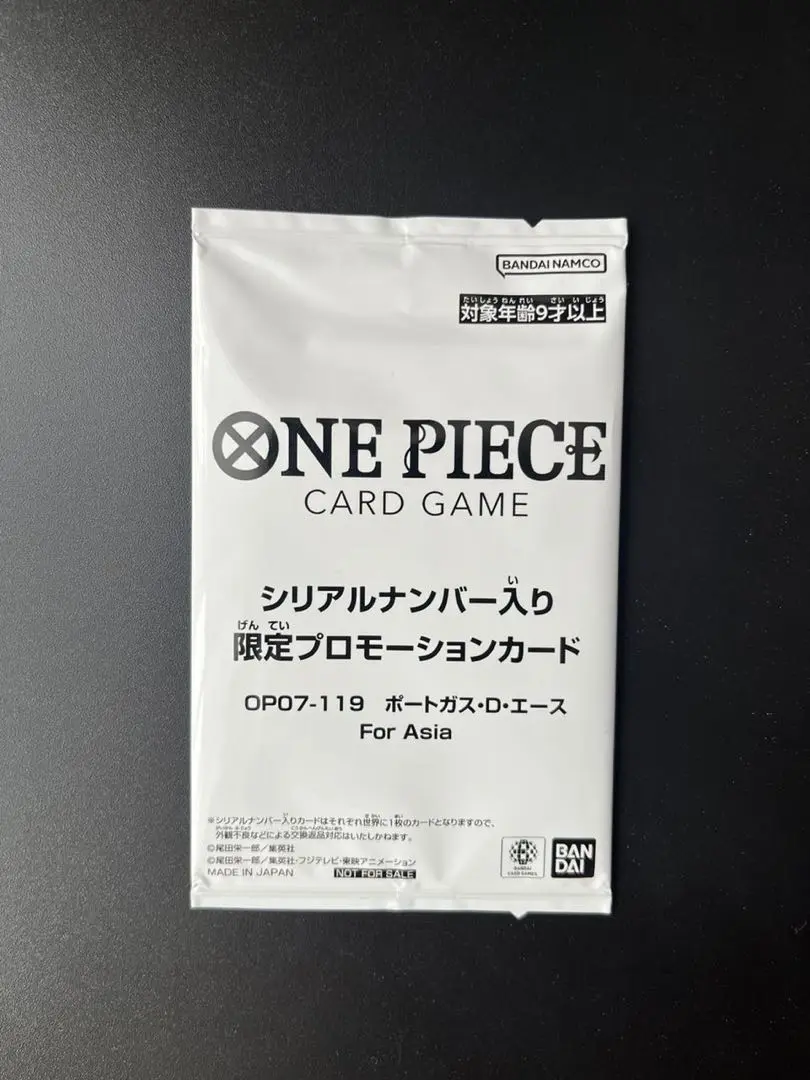 BANDAI NAMCO
たいしょうねんれい さいいじょう
対象年齢9才以上
ONE PIECE
CARD GAME
い
シリアルナンバー入り
げんてい
限定プロモーションカード
OP07-119 ポートガス・D・エース
For Asia
※シリアルナンバー入りカードはそれぞれ世界に1枚のカードとなりますので、
外観不良などによる交換返品対応はいたしかねます。
©尾田栄一郎/集英社
©尾田栄一郎/集英社・フジテレビ・東映アニメーション
MADE IN JAPAN NOT FOR SALE
BANDAI
CARD GAMES
BAN
DAI